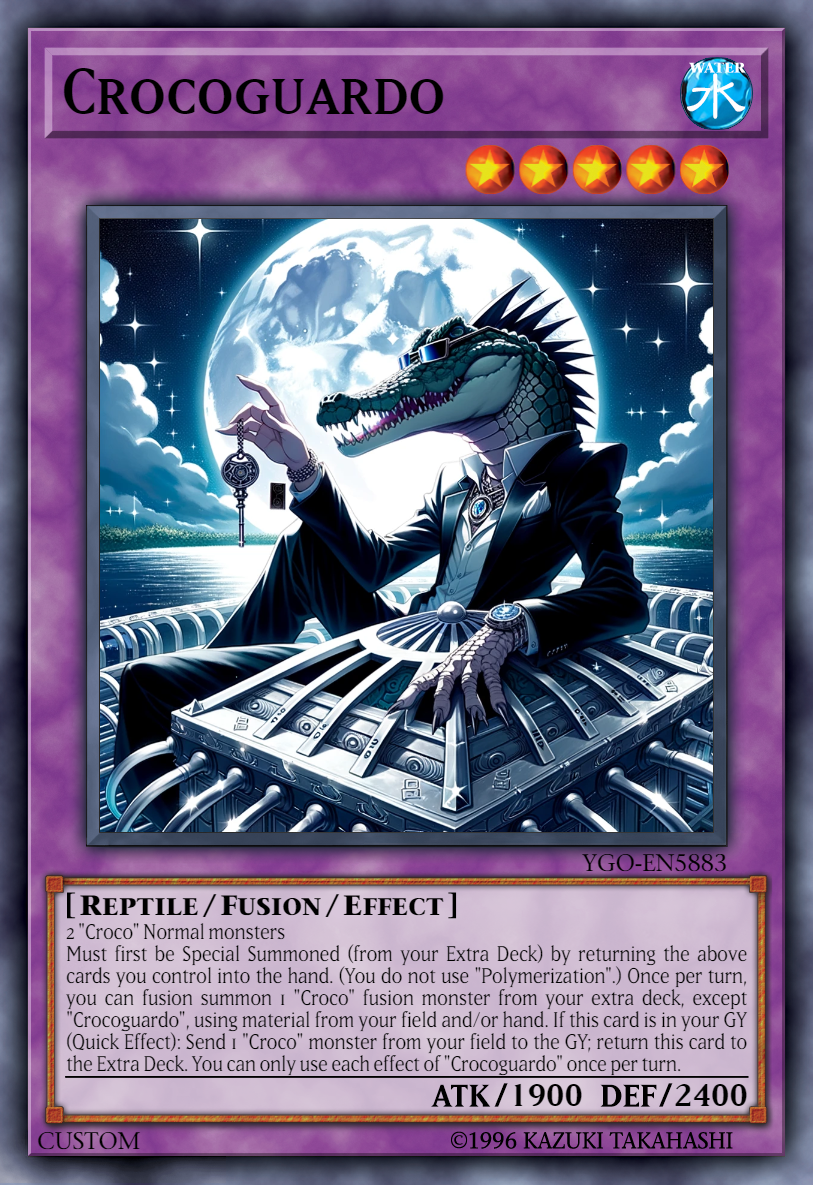 Crocoguardo
WATER
水
YGO-EN5883
[ Reptile / Fusion / Effect ]
2 "Croco" Normal monsters
Must first be Special Summoned (from your Extra Deck) by returning the above
cards you control into the hand. (You do not use "Polymerization".) Once per turn,
you can fusion summon 1 "Croco" fusion monster from your extra deck, except
"Crocoguardo", using material from your field and/or hand. If this card is in your GY
(Quick Effect): Send 1 "Croco" monster from your field to the GY; return this card to
the Extra Deck. You can only use each effect of "Crocoguardo" once per turn.
ATK/1900 DEF/2400
CUSTOM ©1996 KAZUKI TAKAHASHI